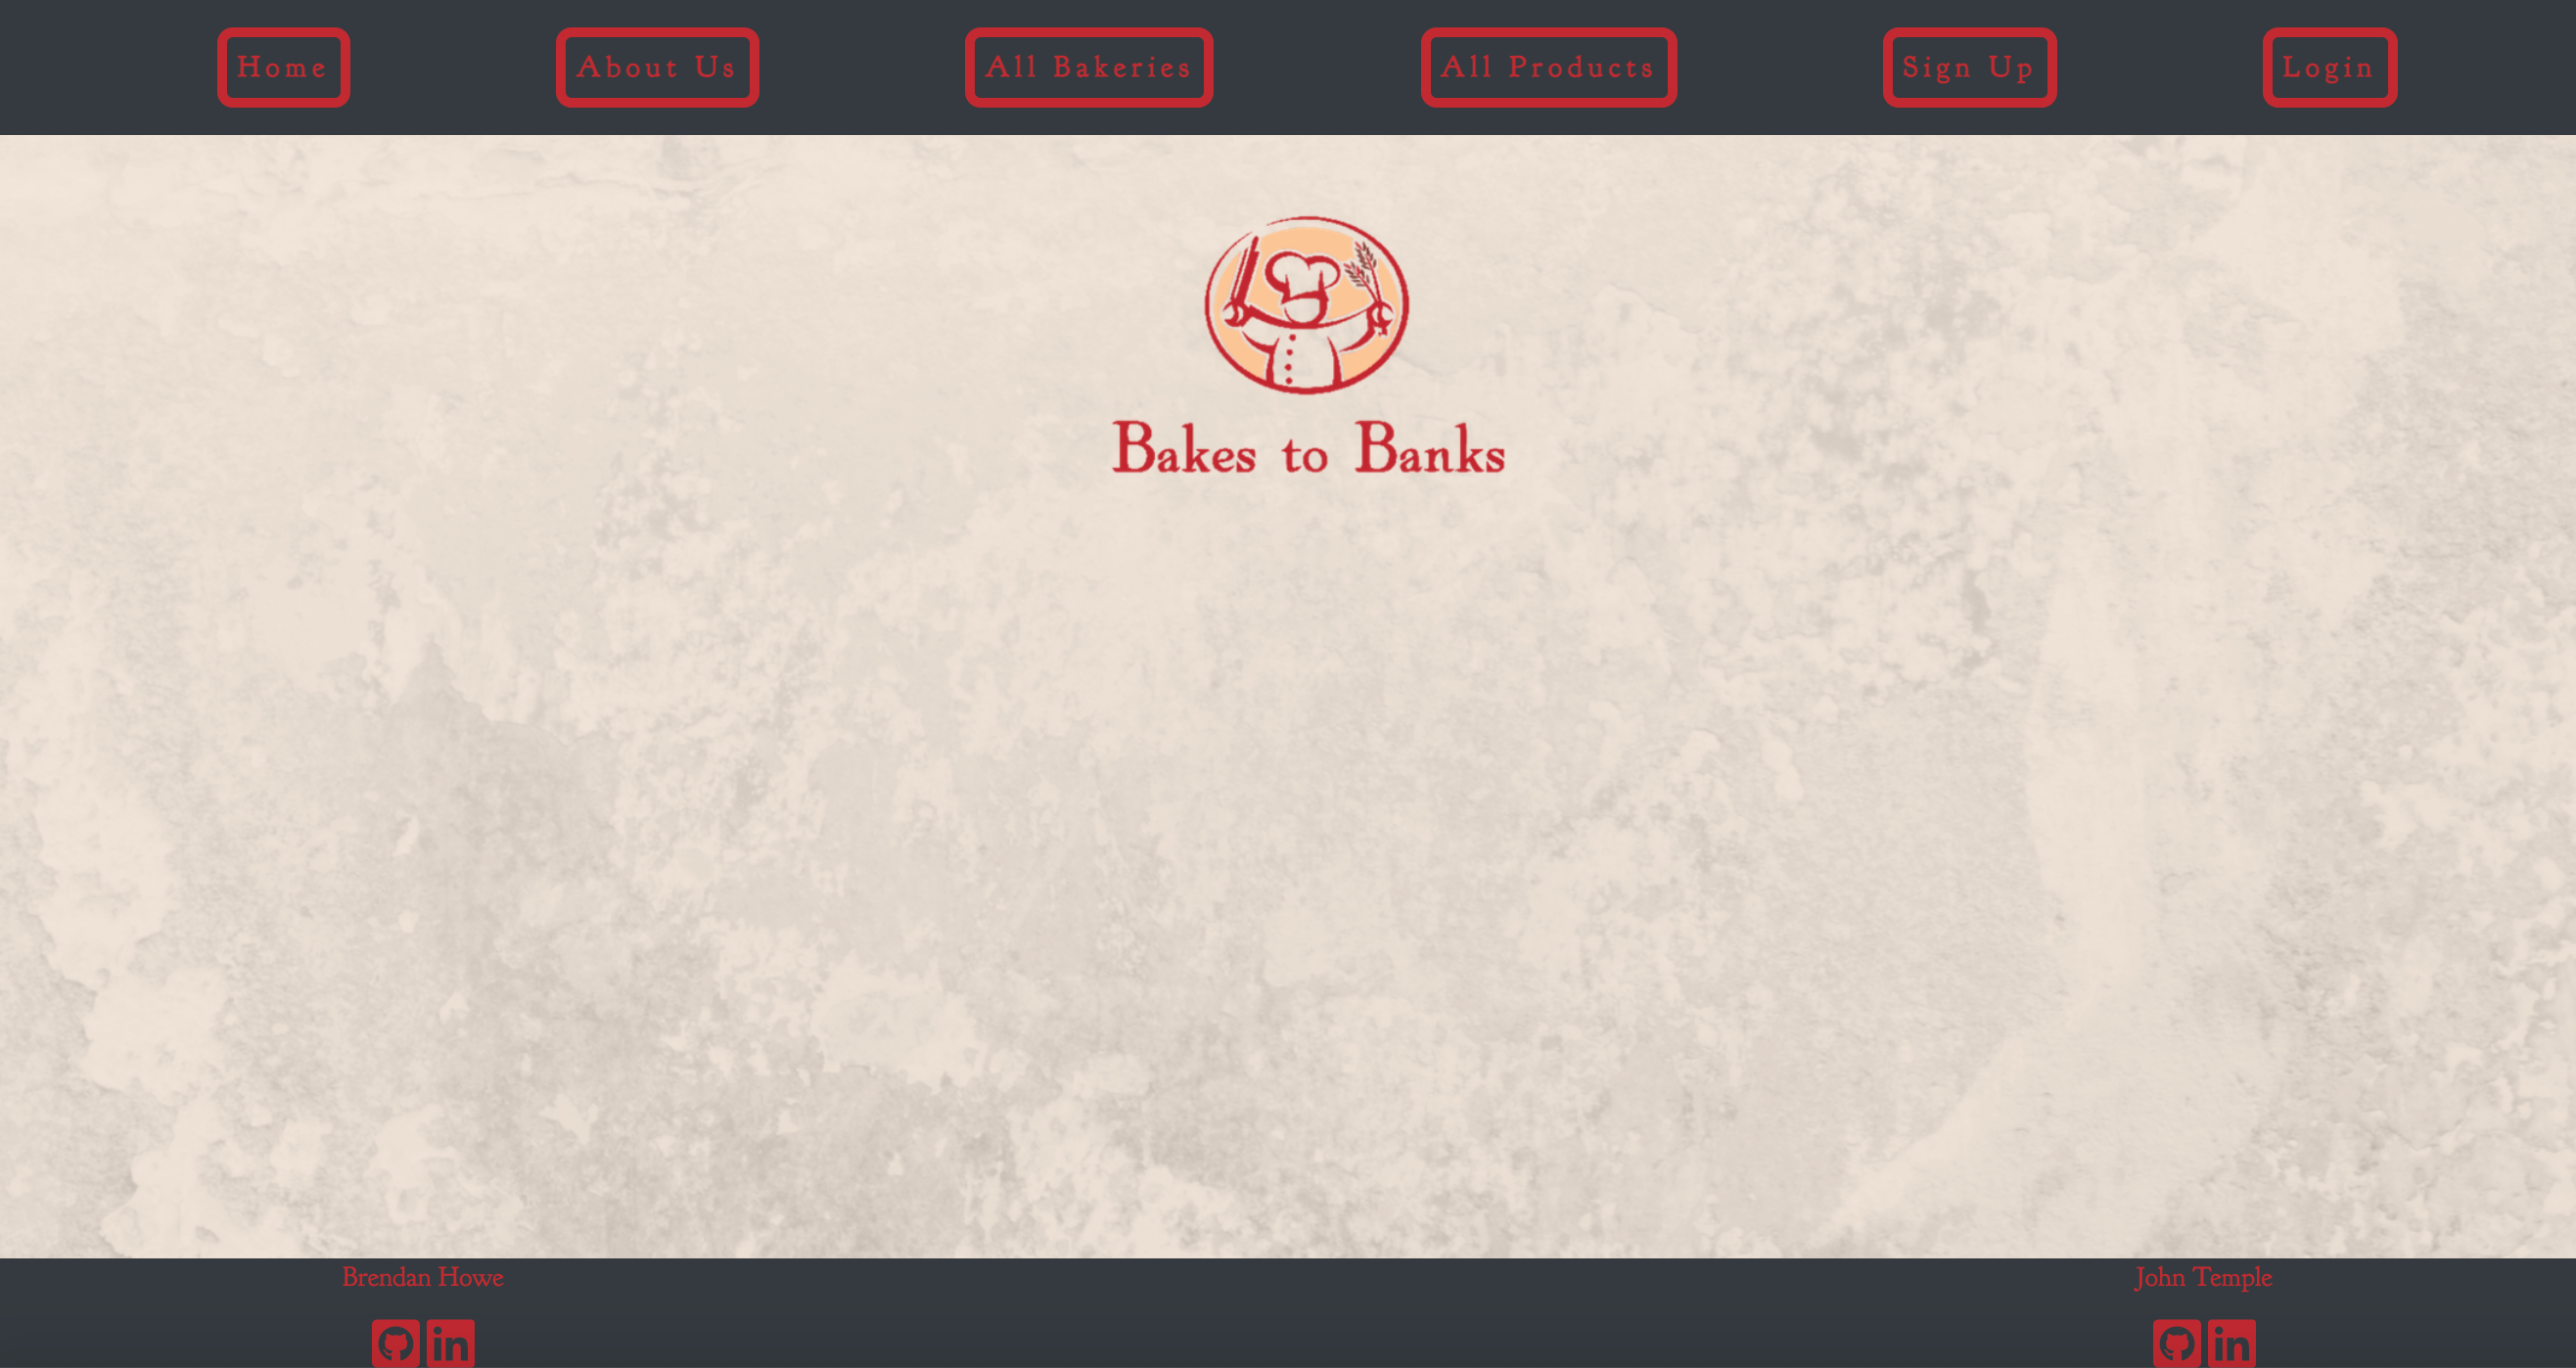 Home
About Us
All Bakeries
All Products
Sign Up
Login
Bakes to Banks
Brendan Howe
John Temple
in
in